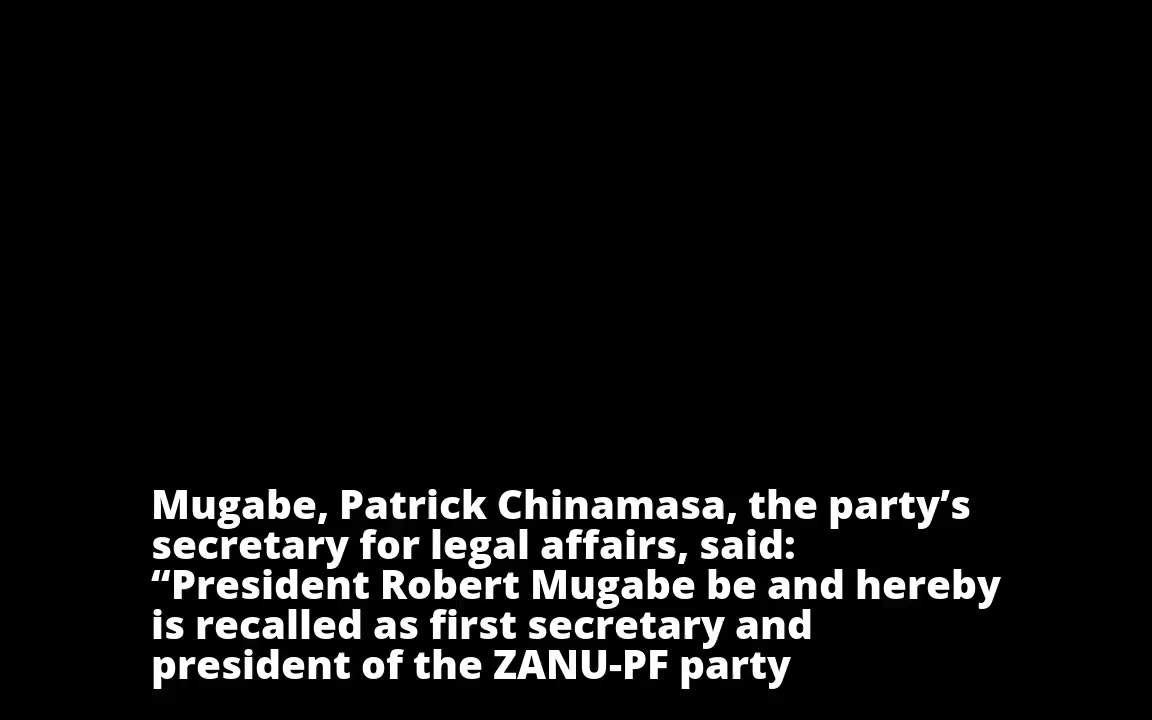 Mugabe, Patrick Chinamasa, the party’s
secretary for legal affairs, said:
“President Robert Mugabe be and hereby
is recalled as first secretary and
president of the ZANU-PF party